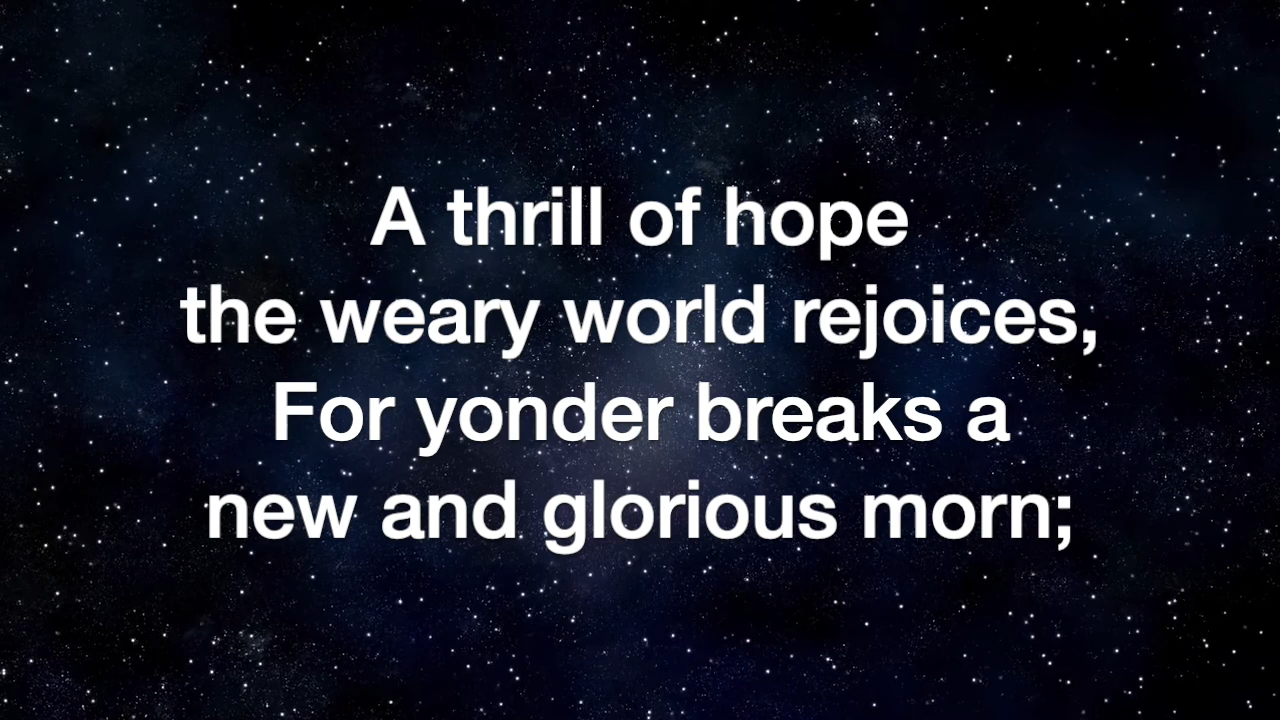 A thrill of hope
the weary world rejoices,
For yonder breaks a
new and glorious morn;